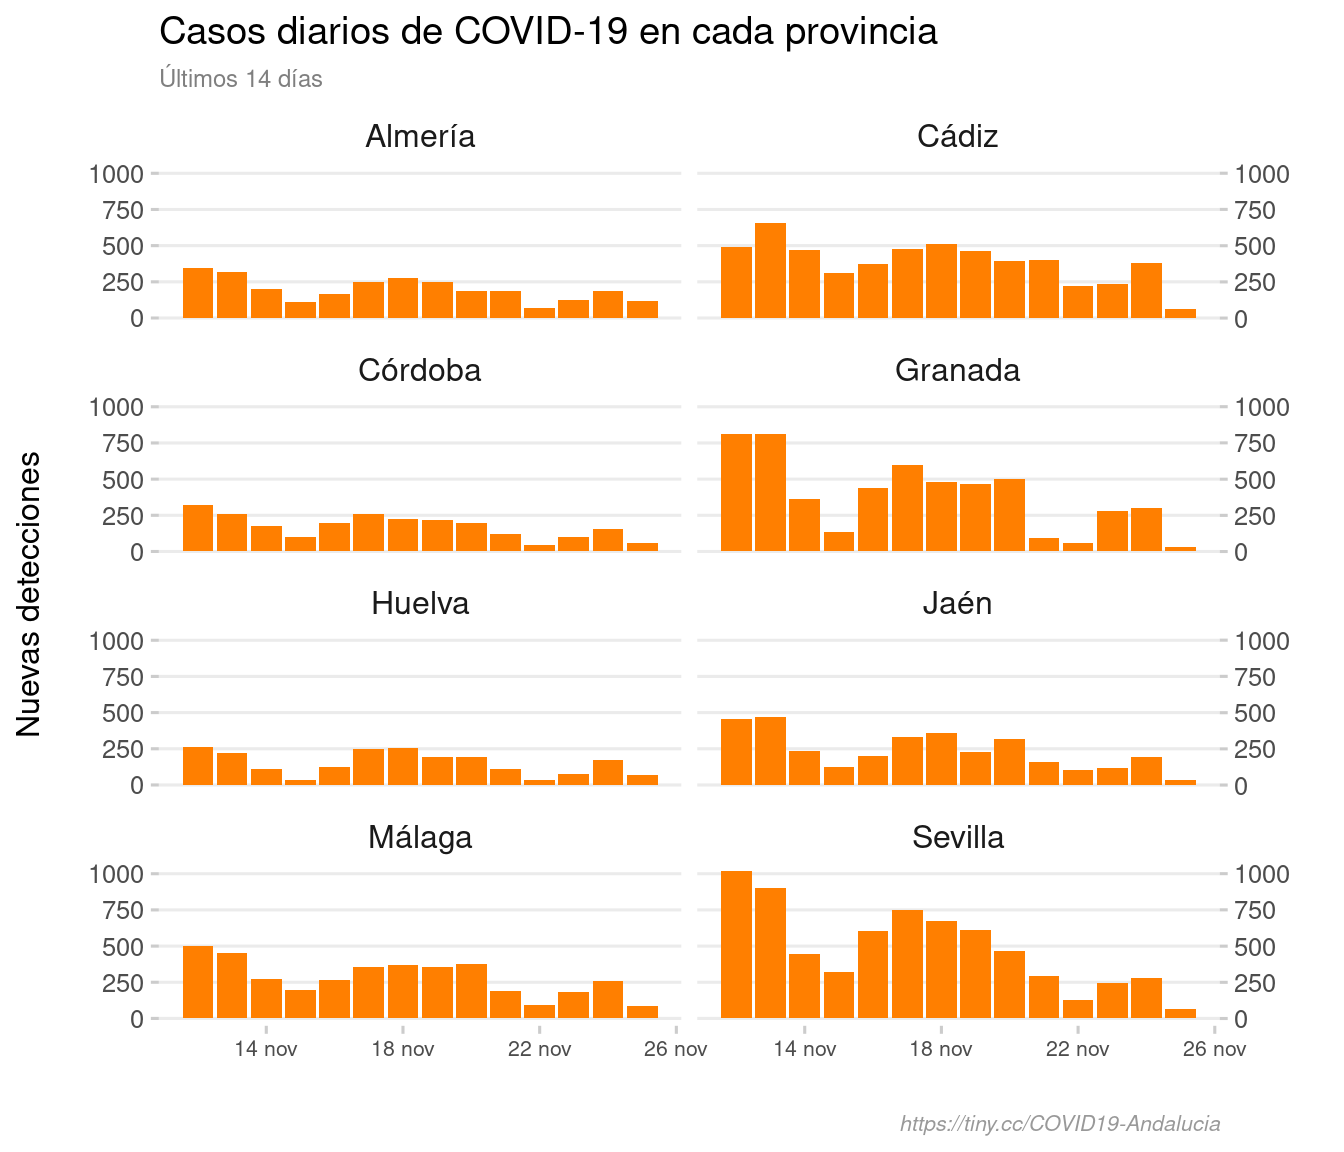 Casos diarios de COVID-19 en cada provincia
Últimos 14 días
Nuevas detecciones
Almería
Cádiz
1000
750
500
250
0
1000
750
500
250
0
Córdoba
Granada
1000
750
500
250
0
1000
750
500
250
0
Huelva
Jaén
1000
750
500
250
0
1000
750
500
250
0
Málaga
Sevilla
1000
750
500
250
0
1000
750
500
250
0
14 nov 18 nov 22 nov 26 nov
14 nov 18 nov 22 nov 26 nov
https://tiny.cc/COVID19-Andalucia